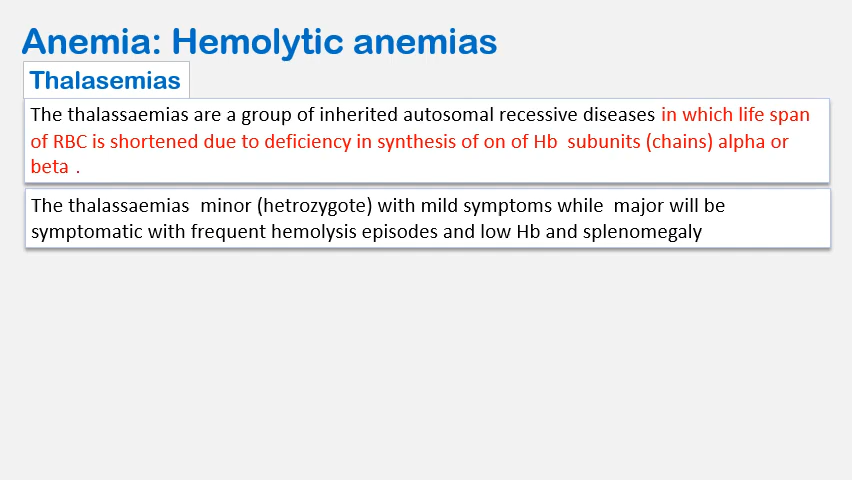 Anemia: Hemolytic anemias
Thalasemias
The thalassaemias are a group of inherited autosomal recessive diseases in which life span
of RBC is shortened due to deficiency in synthesis of on of Hb subunits (chains) alpha or
beta .
The thalassaemias minor (hetrozygote) with mild symptoms while major will be
symptomatic with frequent hemolysis episodes and low Hb and splenomegaly